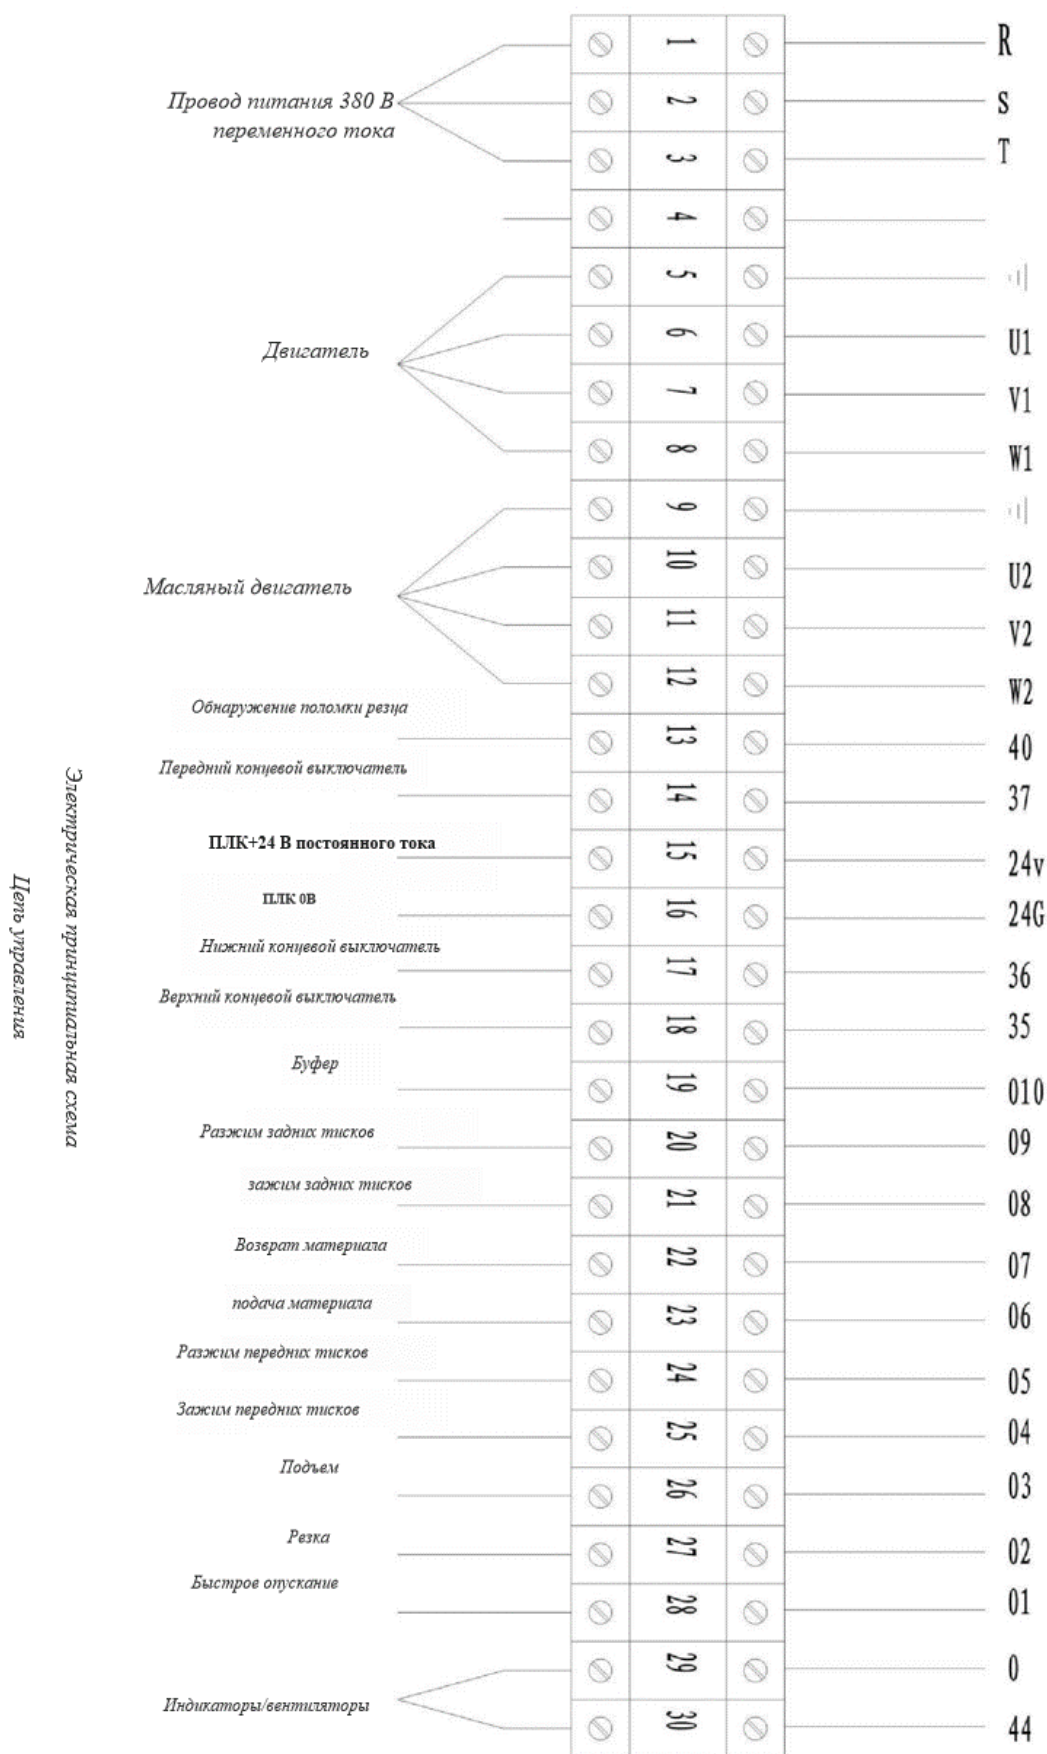 1 R
Провод питания 380 В
переменного тока
2 S
3 T
4
5
Двигатель
6 U1
7 V1
8 W1
9
Масляный двигатель
10 U2
11 V2
12 W2
Обнаружение поломки резца
13 40
Передний концевой выключатель
14 37
ПЛК+24 В постоянного тока
15 24v
ПЛК 0В
16 24G
Нижний концевой выключатель
17 36
Верхний концевой выключатель
18 35
Буфер
19 010
Разжим задних тисков
20 09
зажим задних тисков
21 08
Возврат материала
22 07
подача материала
23 06
Разжим передних тисков
24 05
Зажим передних тисков
25 04
Подъем
26 03
Резка
27 02
Быстрое опускание
28 01
29 0
Индикаторы/вентиляторы
30 44
Электрическая принципиальная схема
Цепь управления